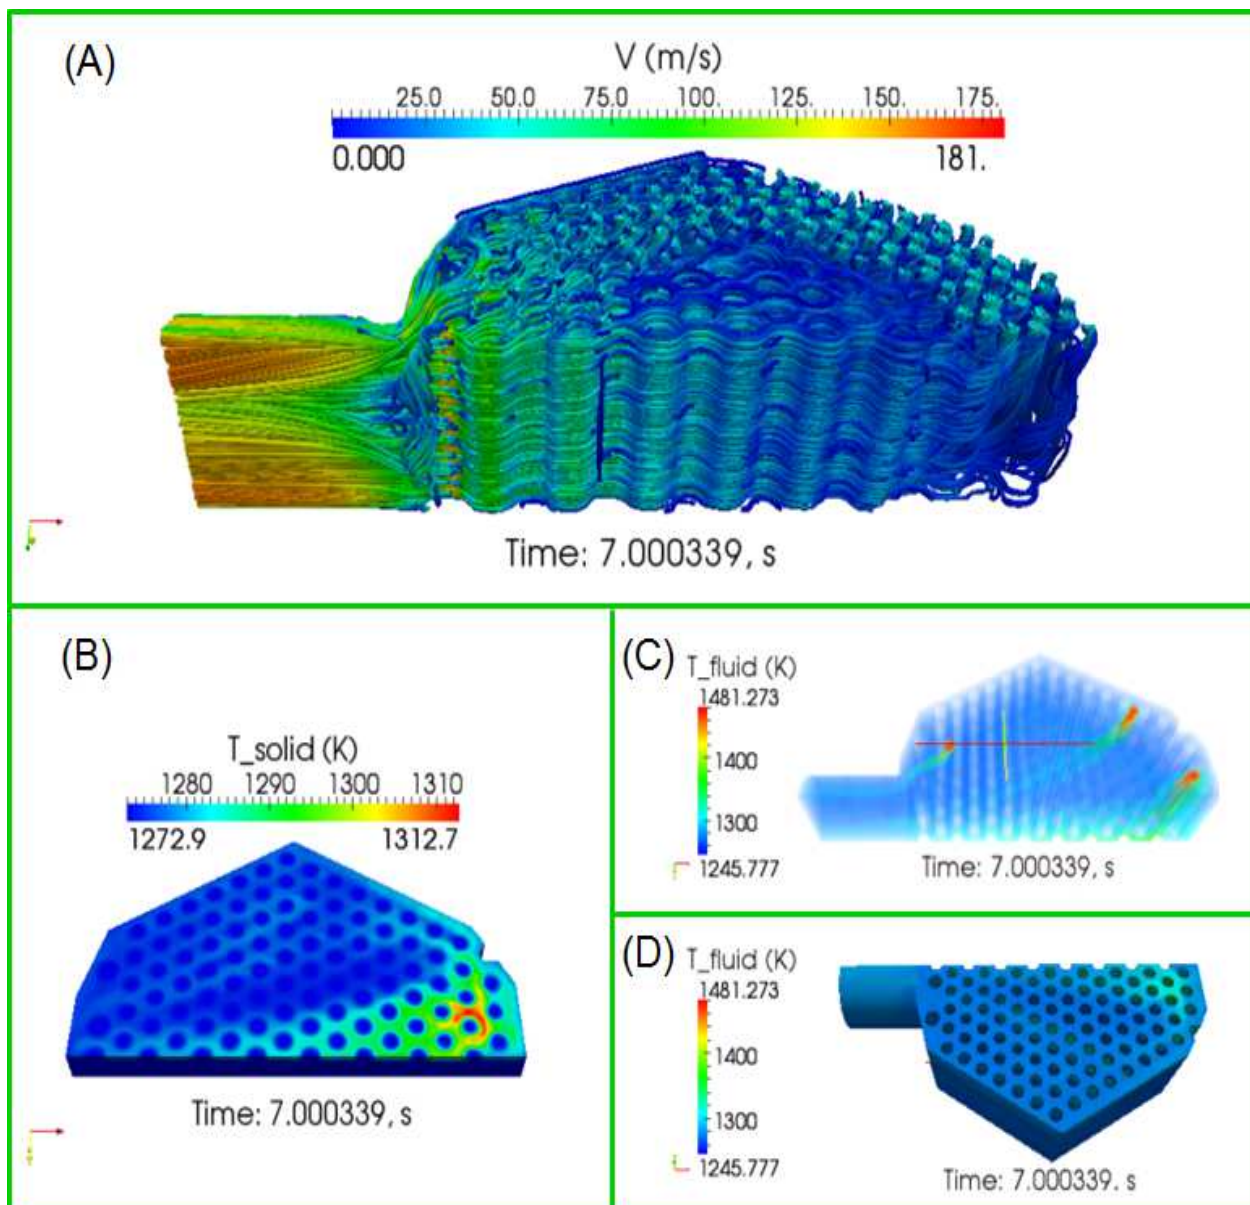 (A)
V (m/s)
25.0 50.0 75.0 100. 125. 150. 175.
0.000 181.
Time: 7.000339, s
(B)
T_solid (K)
1280 1290 1300 1310
1272.9 1312.7
Time: 7.000339, s
(C)
T_fluid (K)
1481.273
1400
1300
1245.777
Time: 7.000339, s
(D)
T_fluid (K)
1481.273
1400
1300
1245.777
Time: 7.000339. s